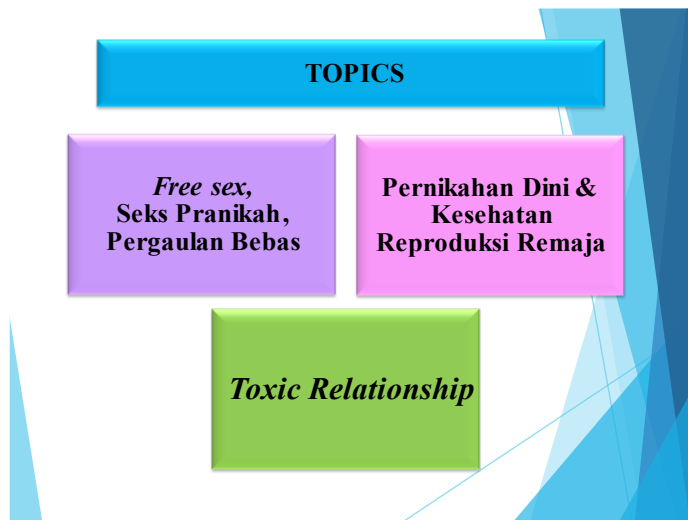 TOPICS
Free sex,
Seks Pranikah,
Pergaulan Bebas
Pernikahan Dini &
Kesehatan
Reproduksi Remaja
Toxic Relationship